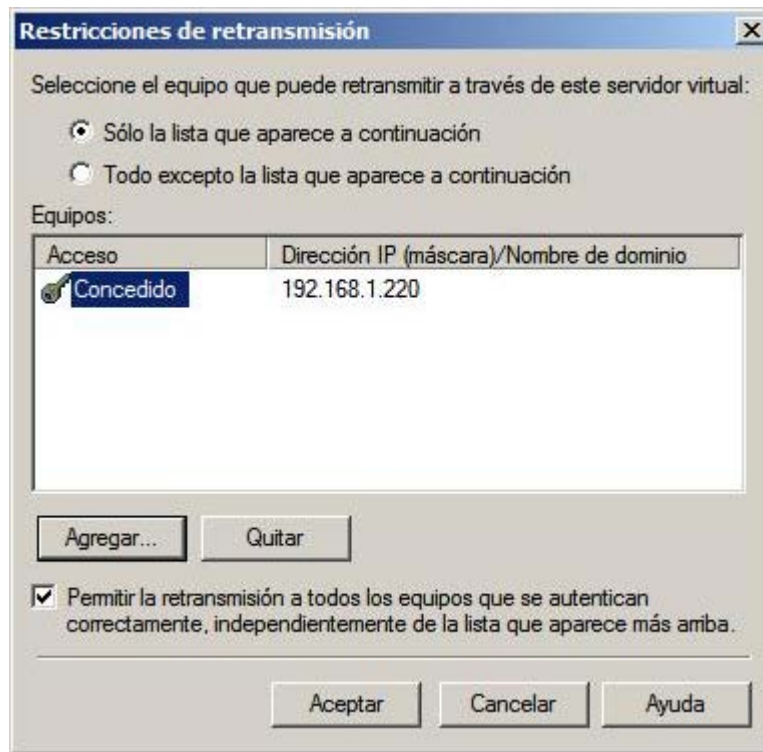 Restricciones de retransmisión
Seleccione el equipo que puede retransmitir a través de este servidor virtual:
Sólo la lista que aparece a continuación
Todo excepto la lista que aparece a continuación
Equipos:
Acceso Dirección IP (máscara)/Nombre de dominio
Concedido 192.168.1.220
Agregar... Quitar
Permitir la retransmisión a todos los equipos que se autentican
correctamente, independientemente de la lista que aparece más arriba.
Aceptar Cancelar Ayuda